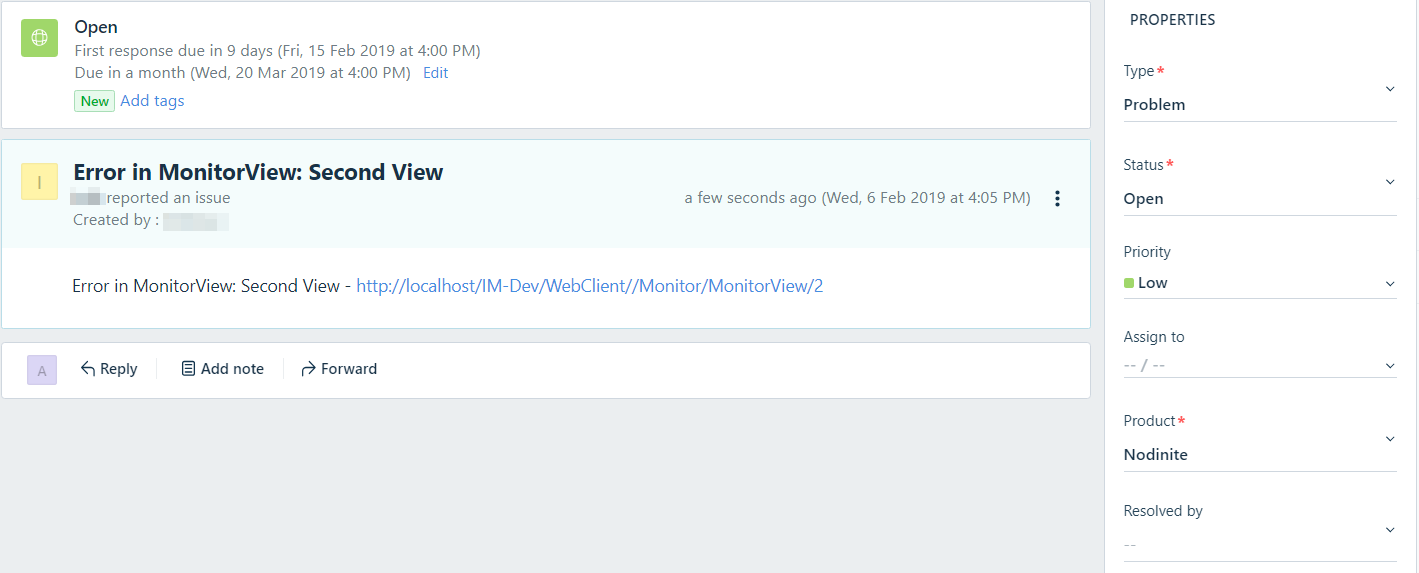 Open
First response due in 9 days (Fri, 15 Feb 2019 at 4:00 PM)
Due in a month (Wed, 20 Mar 2019 at 4:00 PM) Edit
New Add tags
I
Error in MonitorView: Second View
reported an issue
a few seconds ago (Wed, 6 Feb 2019 at 4:05 PM)
Created by :
Error in MonitorView: Second View - http://localhost/IM-Dev/WebClient//Monitor/MonitorView/2
A Reply Add note Forward
PROPERTIES
Type*
Problem
Status*
Open
Priority
Low
Assign to
-- / --
Product*
Nodinite
Resolved by
--